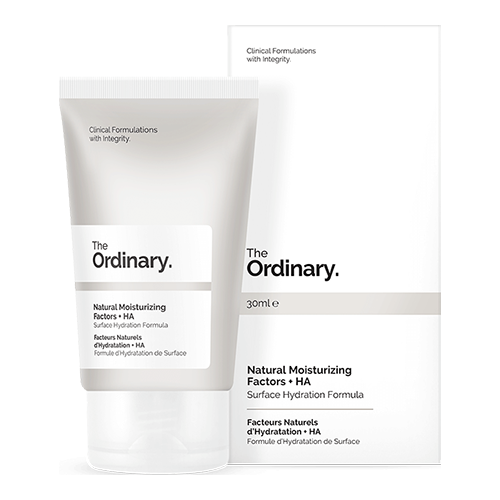 Clinical Formulations
with Integrity.
The
Ordinary.
Natural Moisturizing
Factors + HA
Surface Hydration Formula
Facteurs Naturels
d'Hydratation + HA
Formule d'Hydratation de Surface
Clinical Formulations
with Integrity.
The
Ordinary.
30ml e
Natural Moisturizing
Factors + HA
Surface Hydration Formula
Facteurs Naturels
d'Hydratation + HA
Formule d'Hydratation de Surface